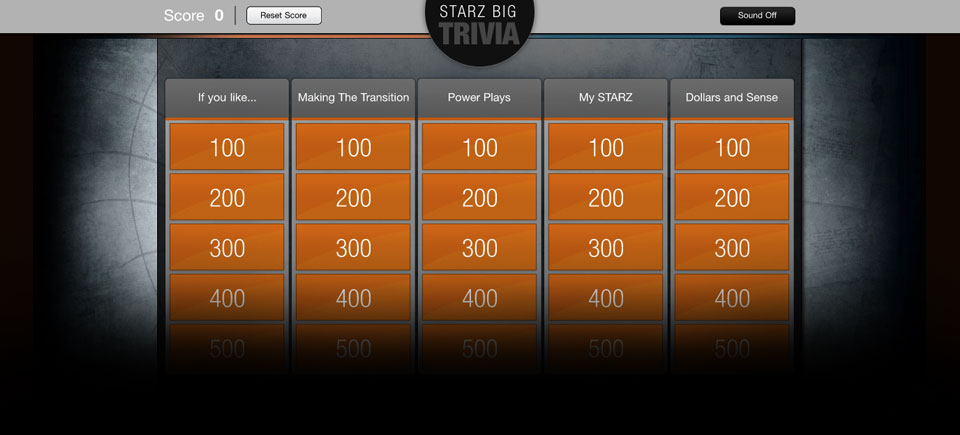 Score 0
Reset Score
STARZ BIG
TRIVIA
Sound Off
If you like... Making The Transition Power Plays My STARZ Dollars and Sense
100 100 100 100 100
200 200 200 200 200
300 300 300 300 300
400 400 400 400 400
500 500 500 500 500